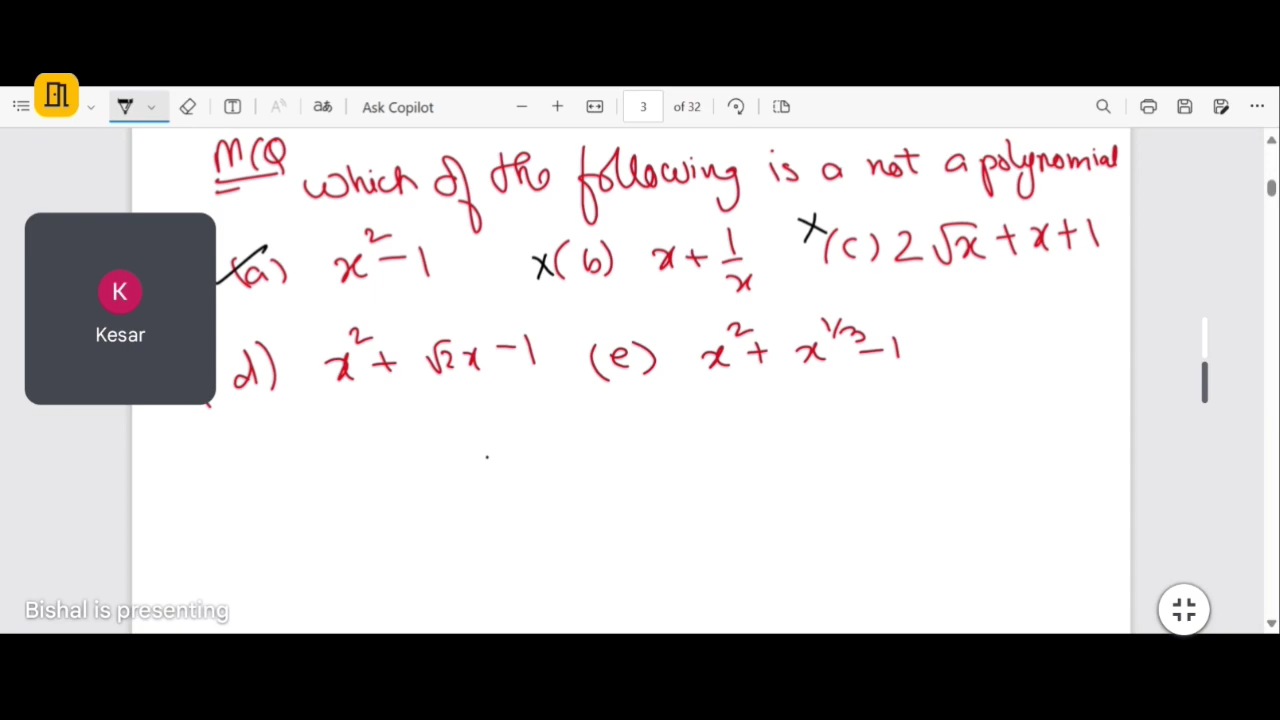 Ask Copilot
3 of 32
MCQ which of the following is a not a polynomial
(a) x² - 1 x (b) x + 1/x x (c) 2√x + x + 1
K
Kesar
d) x² + √2x - 1 (e) x² + x^1/3 - 1
Bishal is presenting